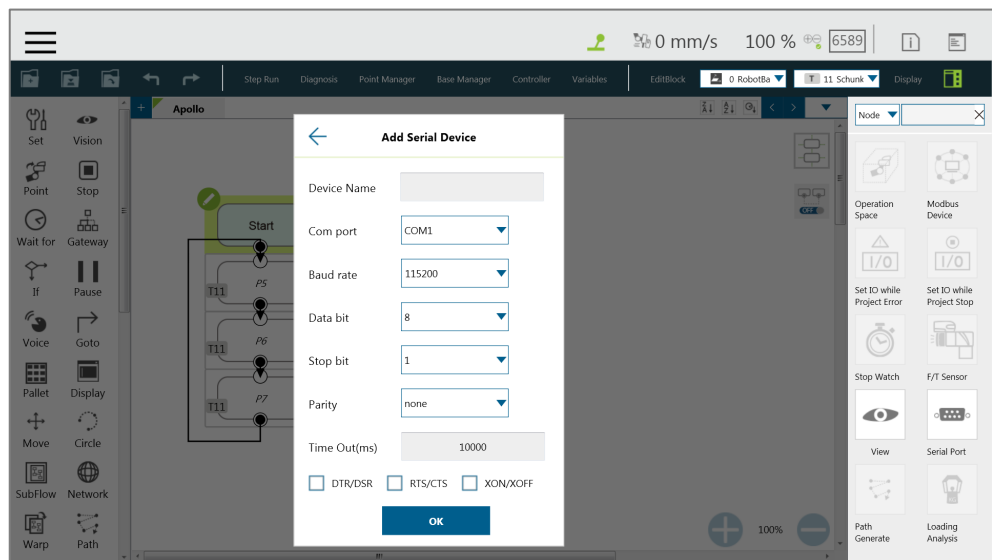 0 mm/s 100 % 6589
Step Run Diagnosis Point Manager Base Manager Controller Variables EditBlock 0 RobotBa T 11 Schunk Display
+ Apollo
Node
Set Vision
Point Stop
Wait for Gateway
If Pause
Voice Goto
Pallet Display
Move Circle
SubFlow Network
Warp Path
Start
P5
T11
P6
T11
P7
T11
Add Serial Device
Device Name
Com port COM1
Baud rate 115200
Data bit 8
Stop bit 1
Parity none
Time Out(ms) 10000
DTR/DSR RTS/CTS XON/XOFF
OK
OFF
100%
Operation
Space
Modbus
Device
I/O I/O
Set IO while
Project Error
Set IO while
Project Stop
Stop Watch F/T Sensor
View Serial Port
Path
Generate
Loading
Analysis